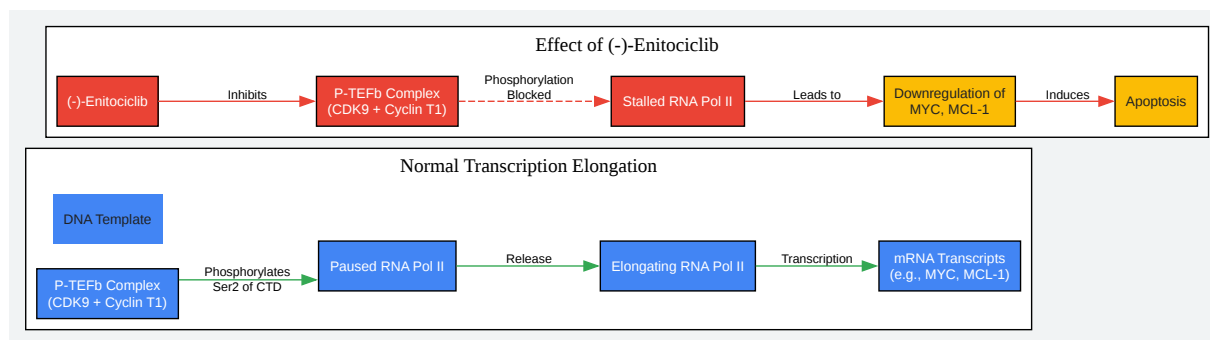 Effect of (-)-Enitociclib
(-)-Enitociclib
Inhibits
P-TEFb Complex
(CDK9 + Cyclin T1)
Phosphorylation
Blocked
Stalled RNA Pol II
Leads to
Downregulation of
MYC, MCL-1
Induces
Apoptosis
Normal Transcription Elongation
DNA Template
P-TEFb Complex
(CDK9 + Cyclin T1)
Phosphorylates
Ser2 of CTD
Paused RNA Pol II
Release
Elongating RNA Pol II
Transcription
mRNA Transcripts
(e.g., MYC, MCL-1)